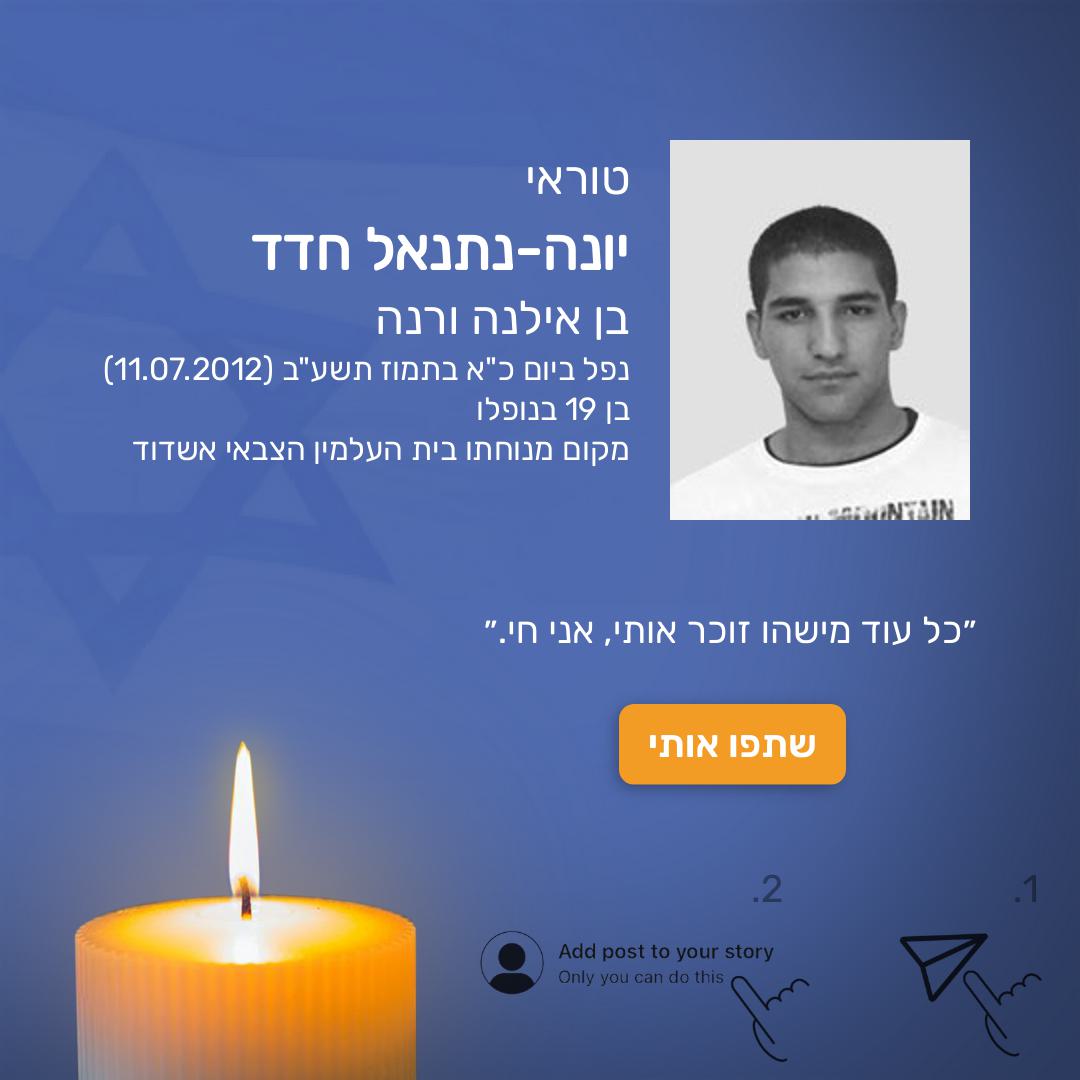 טוראי
יונה-נתנאל חדד
בן אילנה ורנה
נפל ביום כ"א בתמוז תשע"ב (11.07.2012)
בן 19 בנופלו
מקום מנוחתו בית העלמין הצבאי אשדוד
MOUNTAIN
״כל עוד מישהו זוכר אותי, אני חי.״
שתפו אותי
.1
.2
Add post to your story
Only you can do this